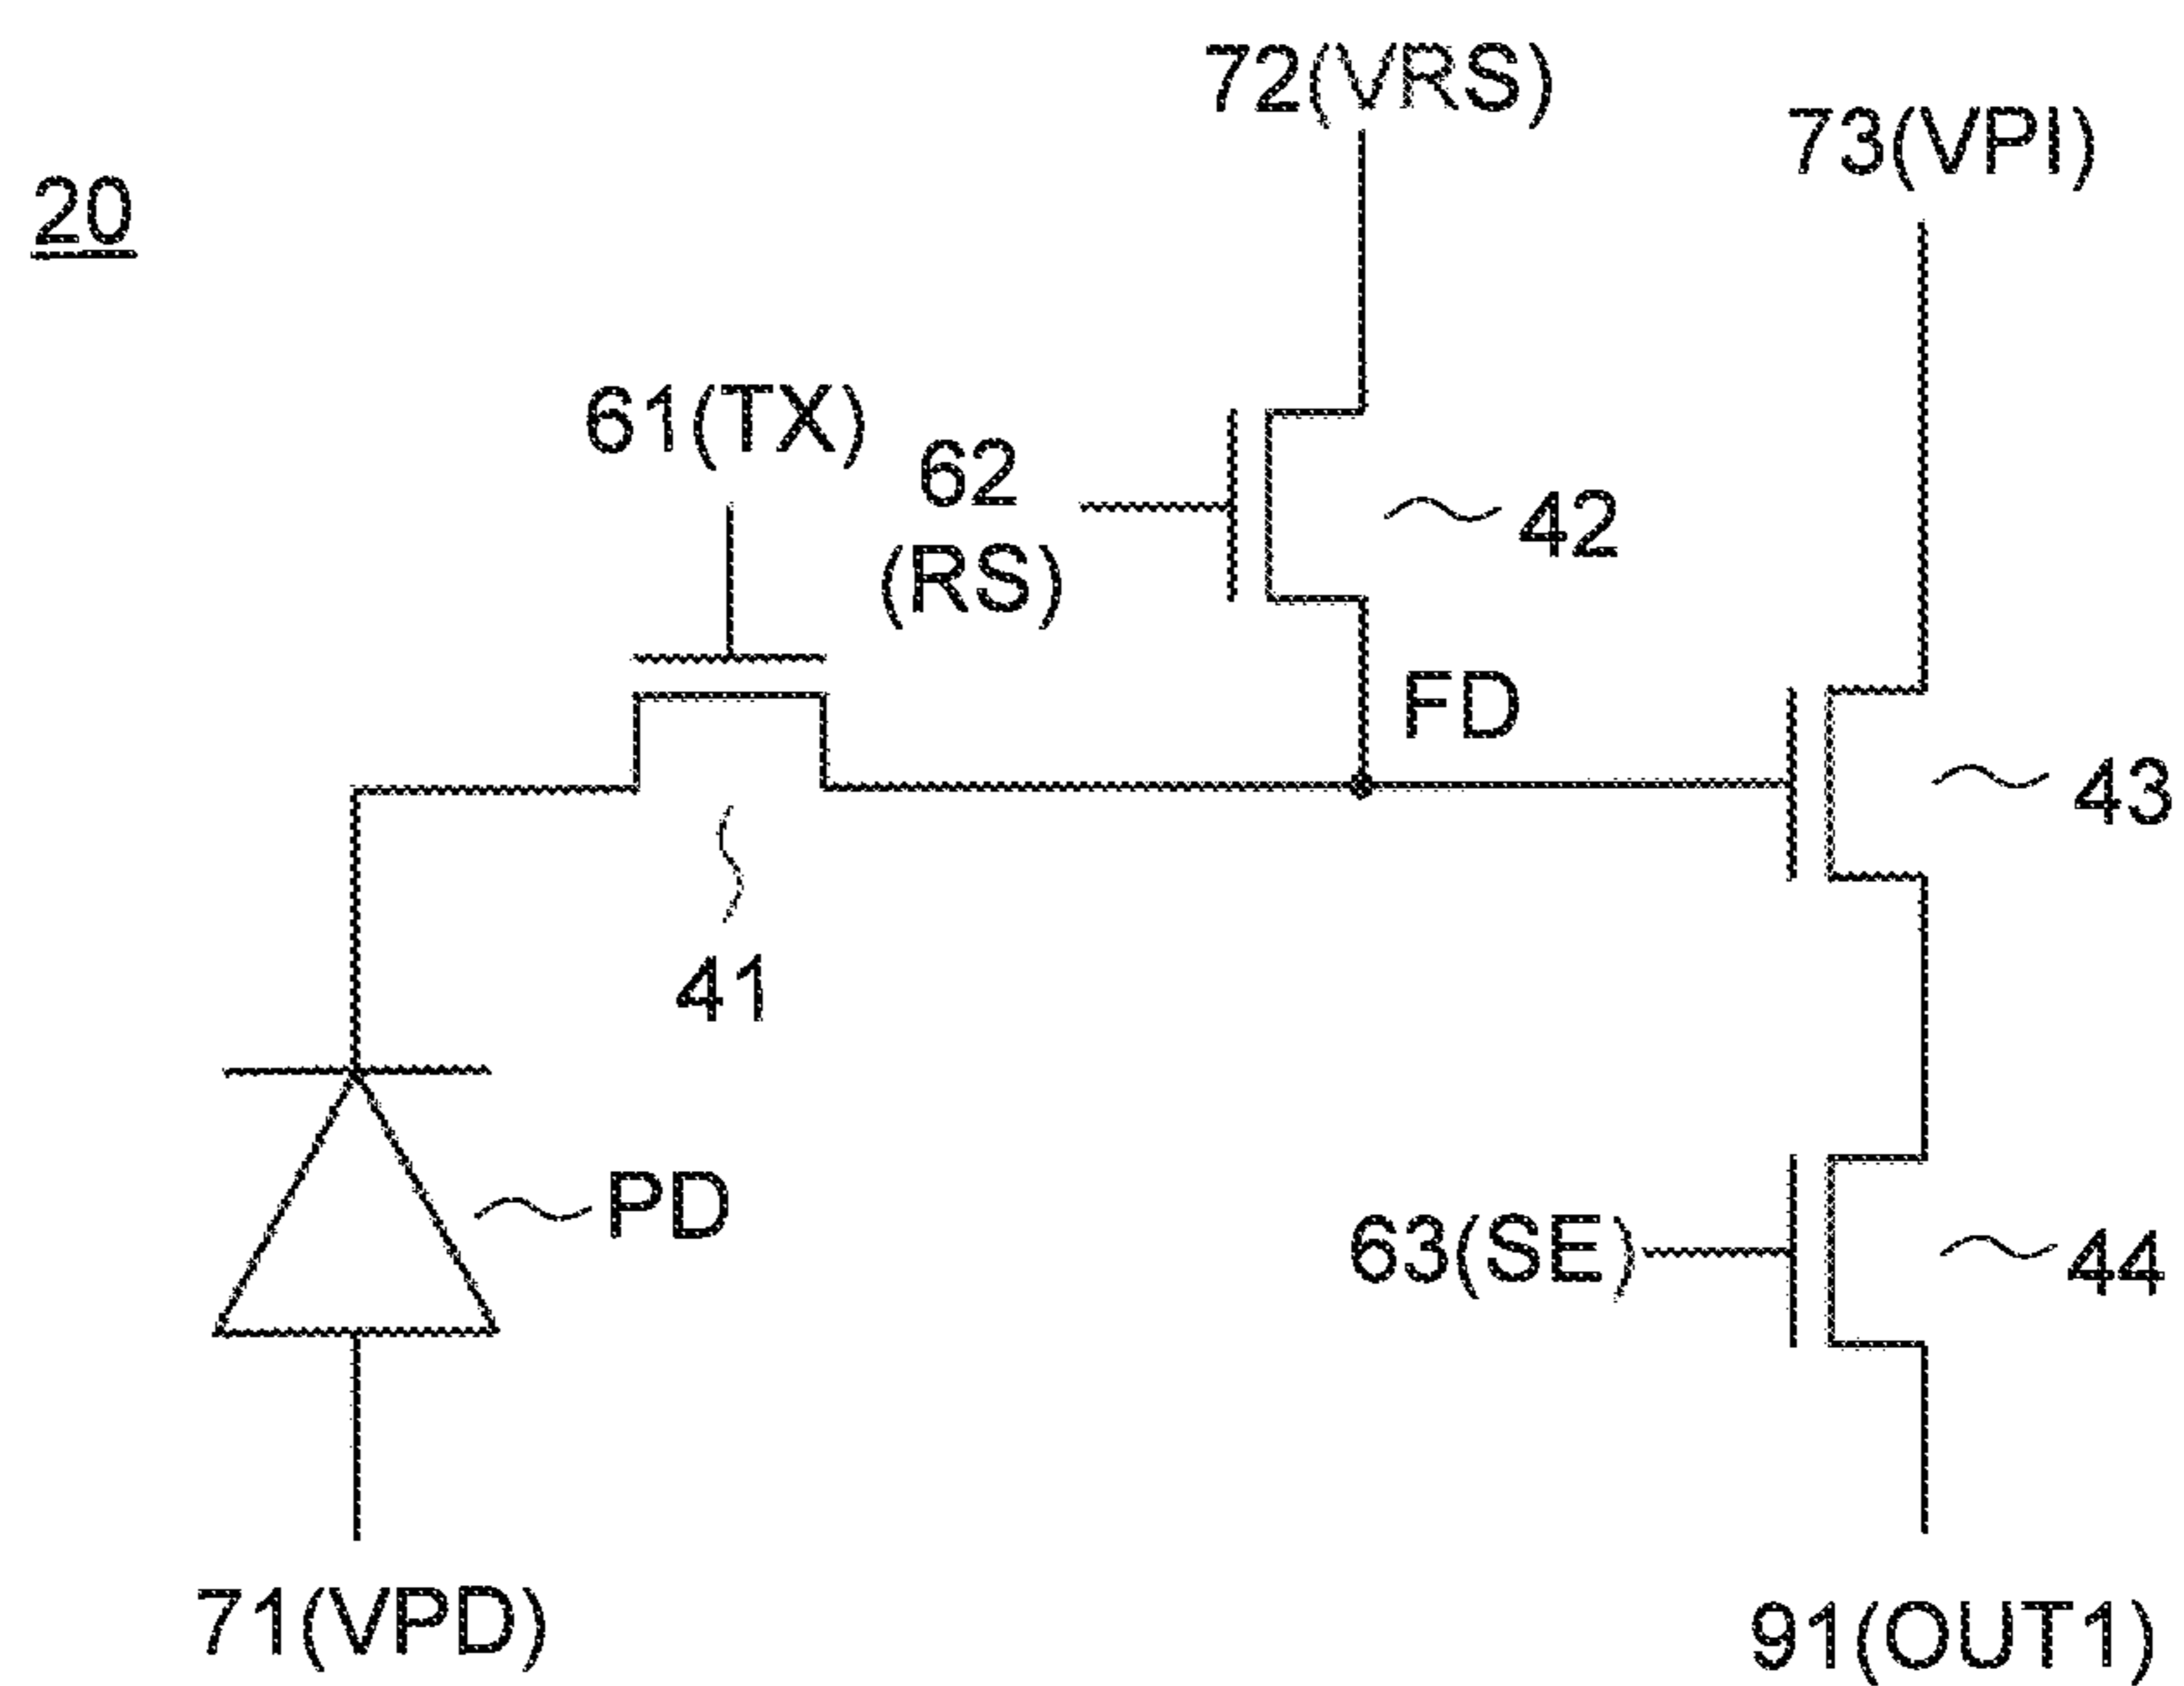 72(VRS)
73(VPI)
20
61(TX)
62
(RS)
42
FD
43
41
PD
63(SE)
44
71(VPD)
91(OUT1)